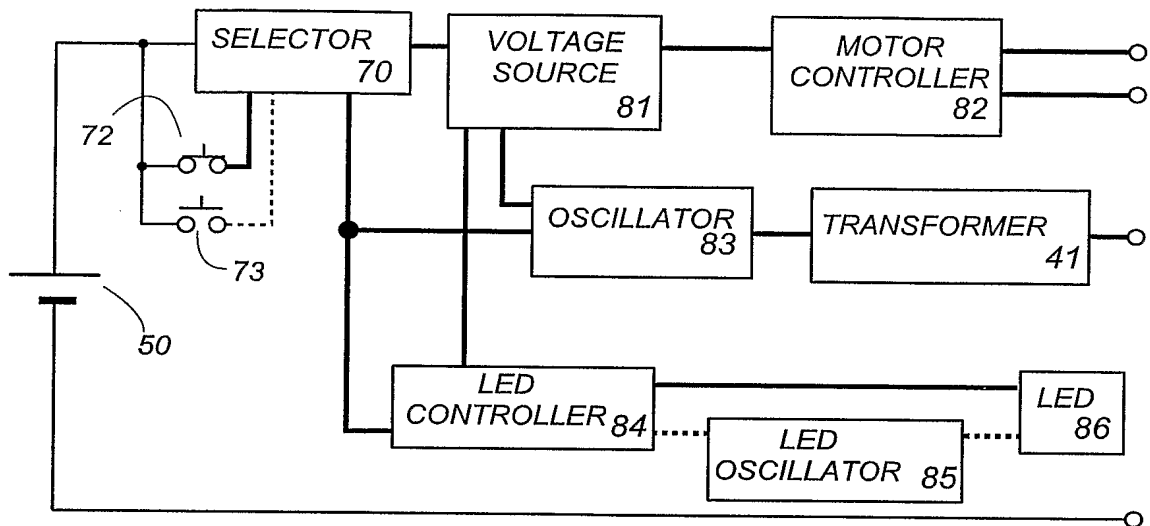 SELECTOR
70
VOLTAGE
SOURCE
81
MOTOR
CONTROLLER
82
72
73
50
OSCILLATOR
83
TRANSFORMER
41
LED
CONTROLLER
84
LED
OSCILLATOR
85
LED
86